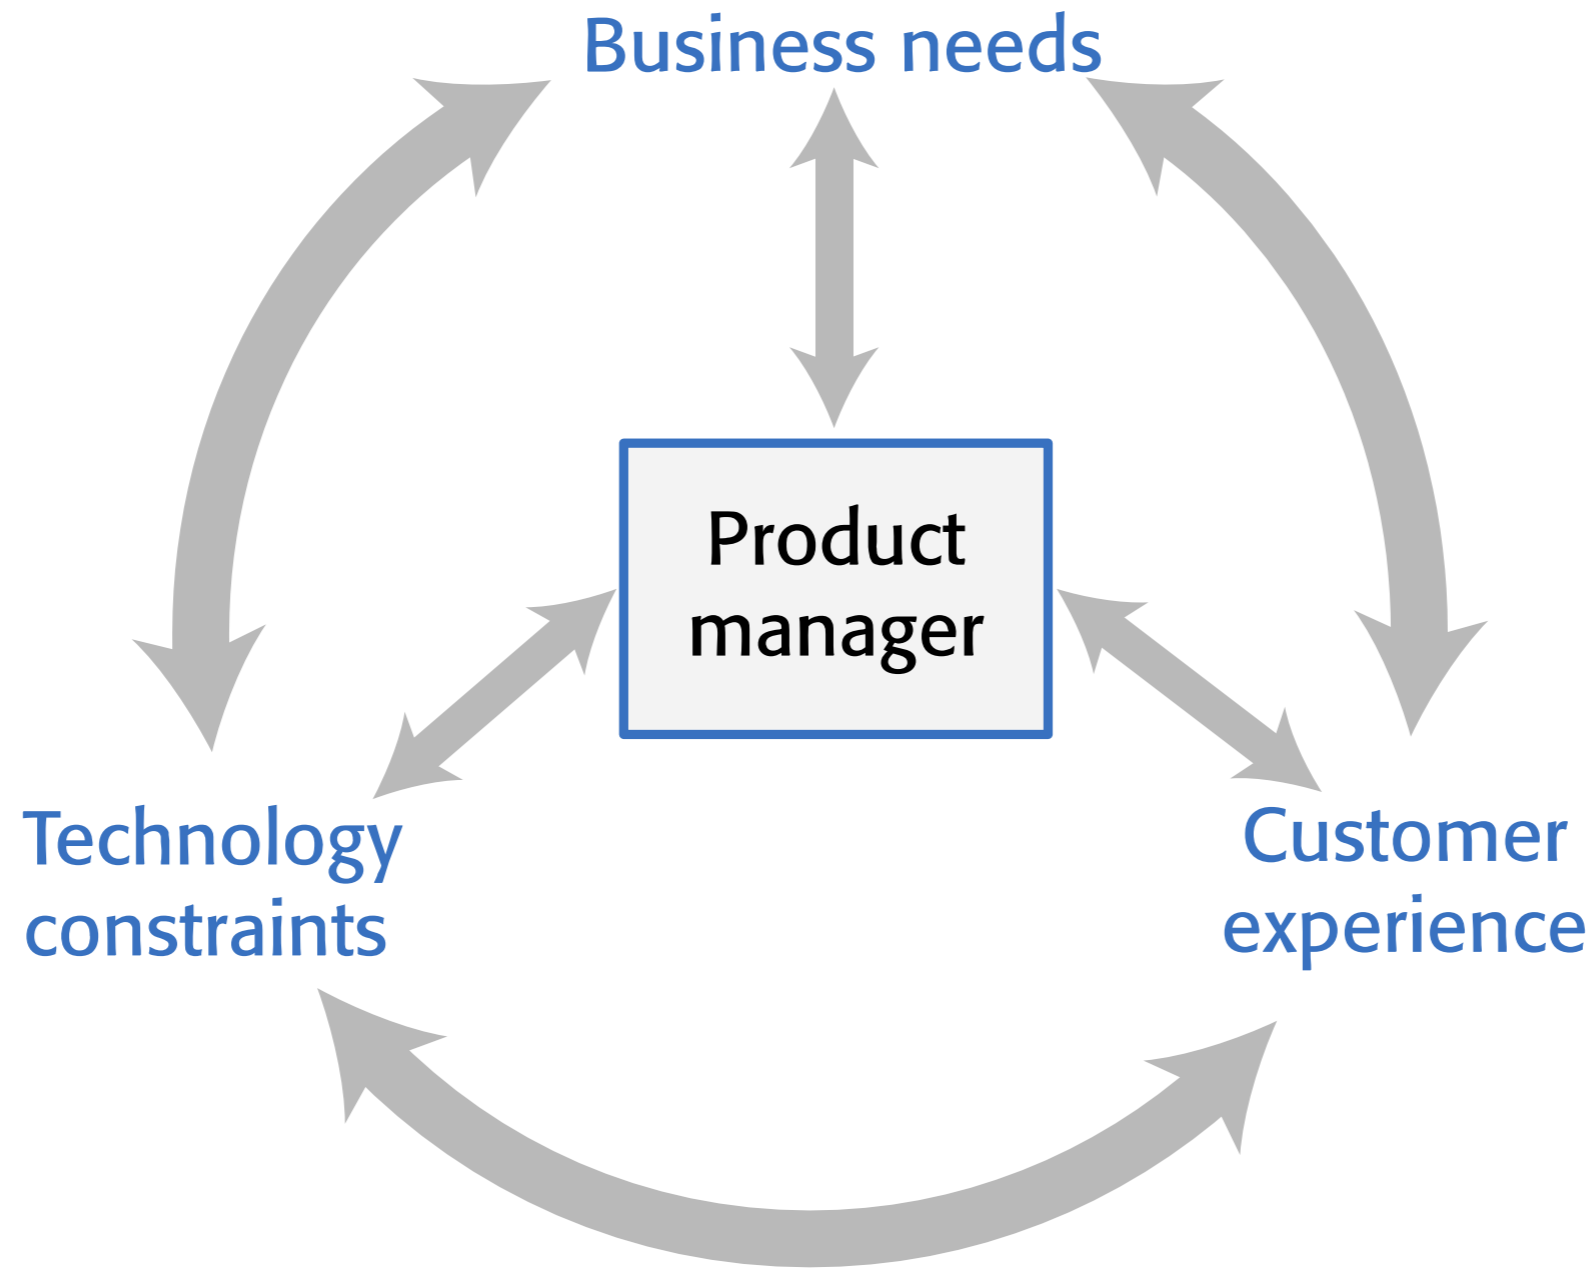 Business needs
Product
manager
Technology
constraints
Customer
experience